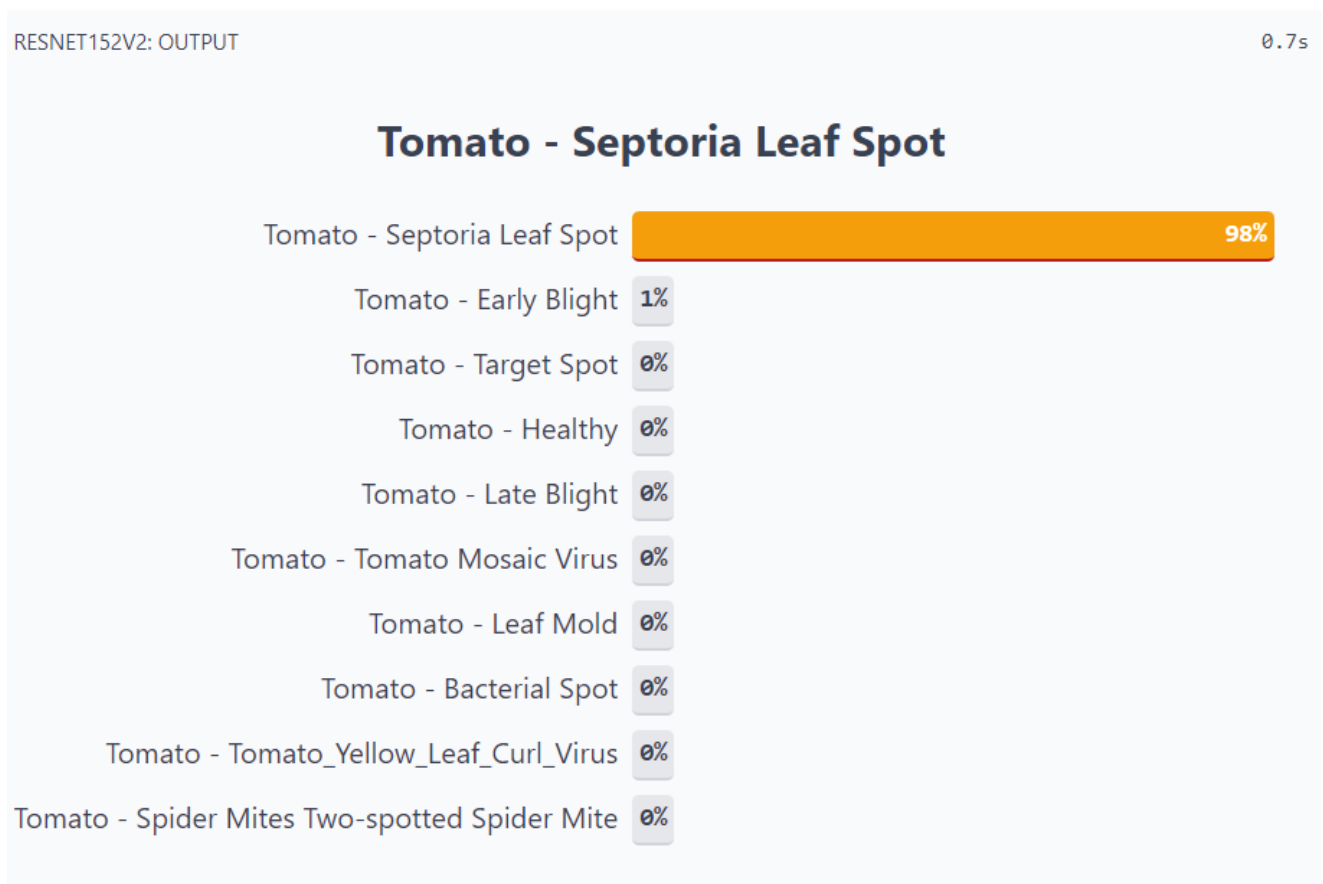 RESNET152V2: OUTPUT 0.7s
Tomato - Septoria Leaf Spot
Tomato - Septoria Leaf Spot 98%
Tomato - Early Blight 1%
Tomato - Target Spot 0%
Tomato - Healthy 0%
Tomato - Late Blight 0%
Tomato - Tomato Mosaic Virus 0%
Tomato - Leaf Mold 0%
Tomato - Bacterial Spot 0%
Tomato - Tomato_Yellow_Leaf_Curl_Virus 0%
Tomato - Spider Mites Two-spotted Spider Mite 0%